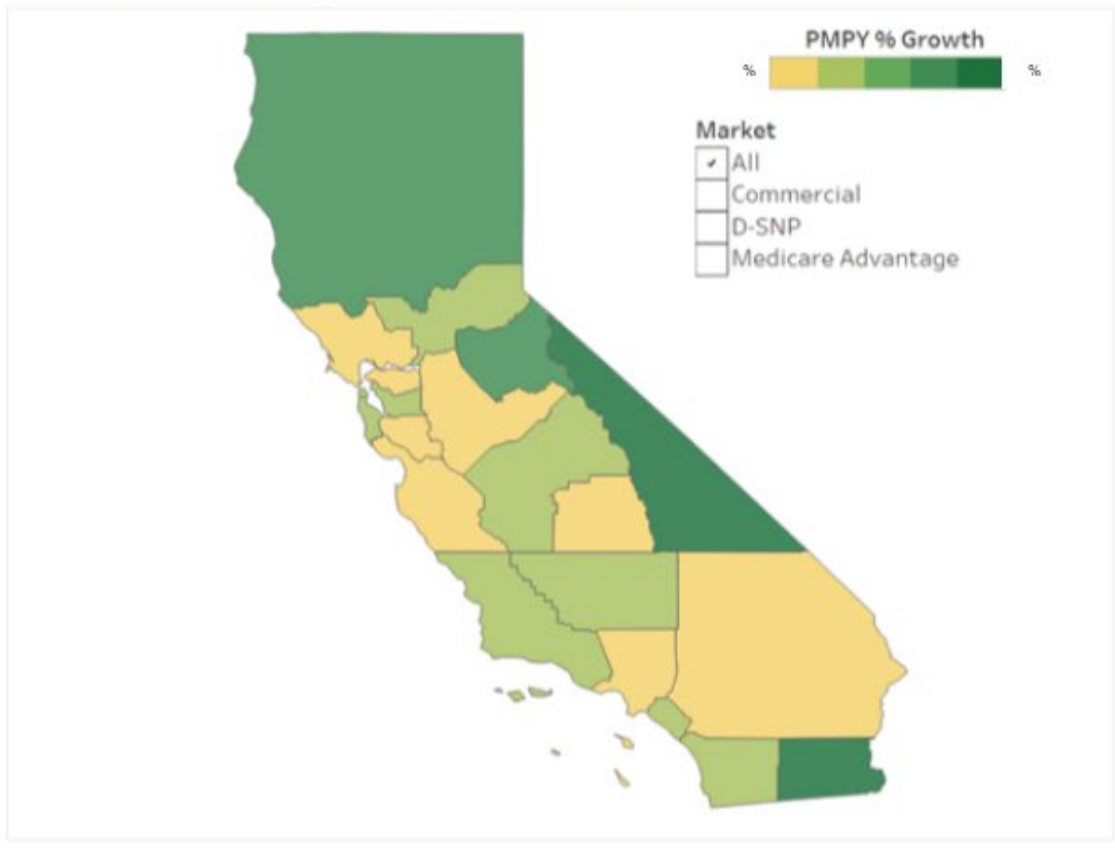 PMPY % Growth
% %
Market
All
Commercial
D-SNP
Medicare Advantage